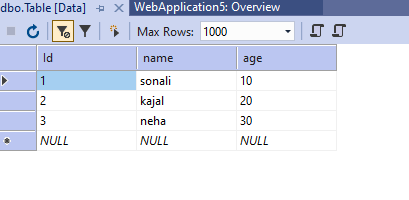 dbo.Table [Data] WebApplication5: Overview
Max Rows: 1000
Id name age
1 sonali 10
2 kajal 20
3 neha 30
NULL NULL NULL